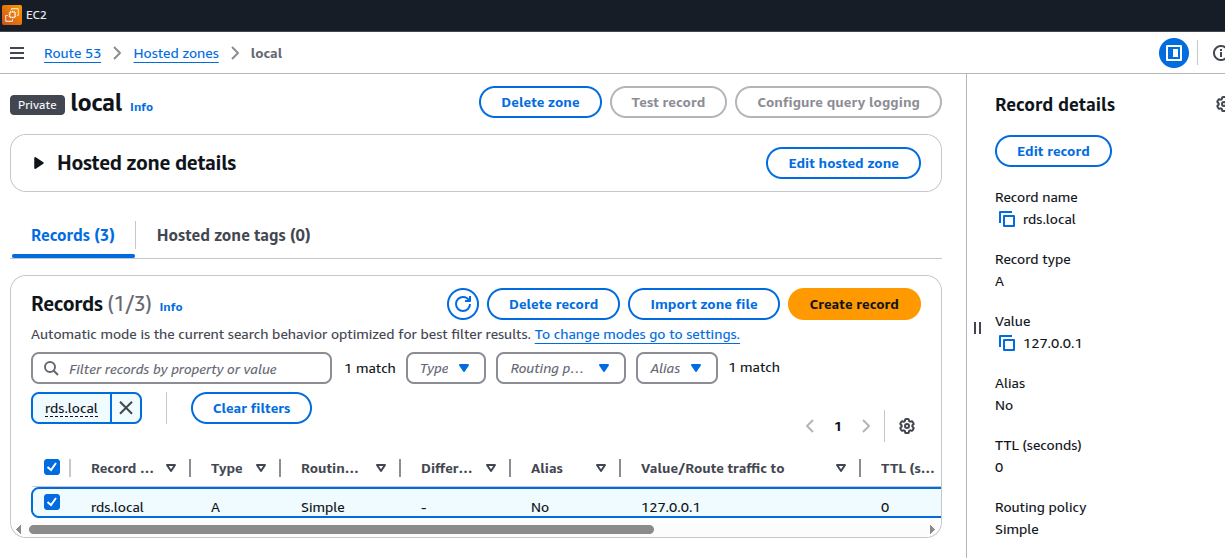 EC2
Route 53 > Hosted zones > local
Private local Info
Delete zone
Test record
Configure query logging
Hosted zone details
Edit hosted zone
Records (3)
Hosted zone tags (0)
Records (1/3) Info
Delete record
Import zone file
Create record
Automatic mode is the current search behavior optimized for best filter results. To change modes go to settings.
Filter records by property or value
1 match
Type
Routing p...
Alias
1 match
rds.local
Clear filters
1
Record ... Type Routin... Differ... Alias Value/Route traffic to TTL (s...
rds.local A Simple - No 127.0.0.1 0
Record details
Edit record
Record name
rds.local
Record type
A
Value
127.0.0.1
Alias
No
TTL (seconds)
0
Routing policy
Simple